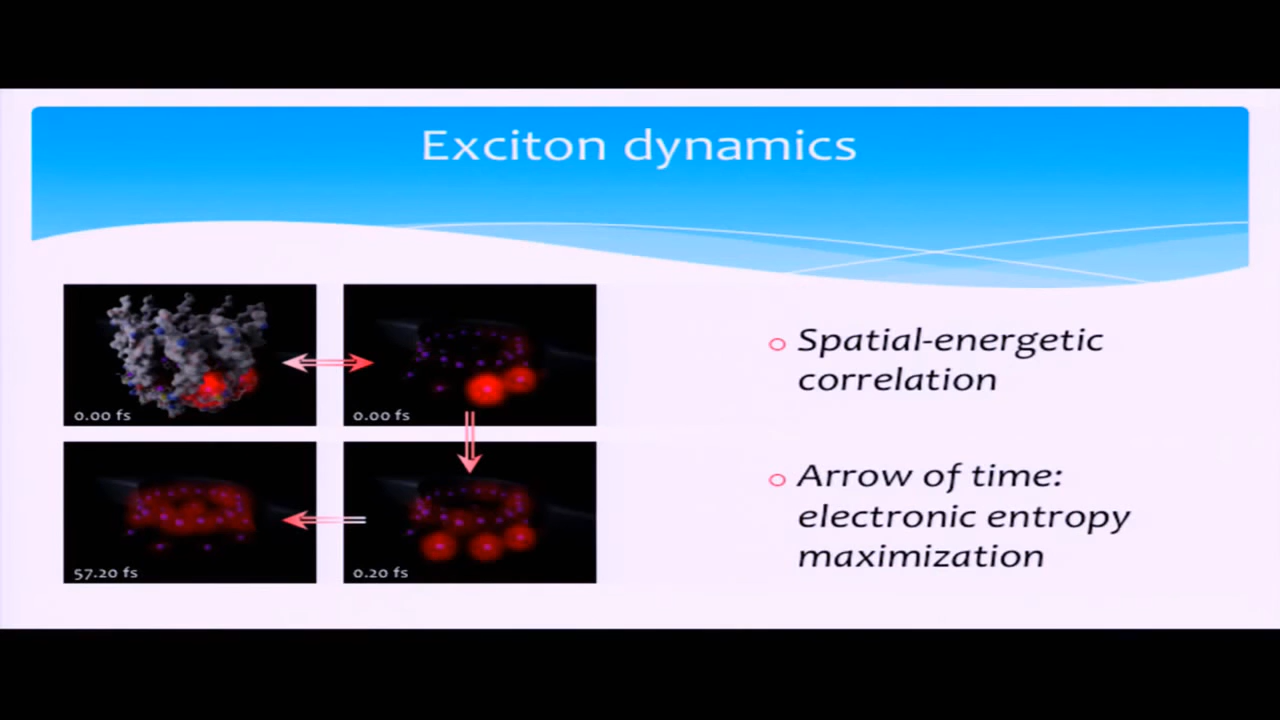 Exciton dynamics
0.00 fs
0.00 fs
57.20 fs
0.20 fs
Spatial-energetic
correlation
Arrow of time:
electronic entropy
maximization